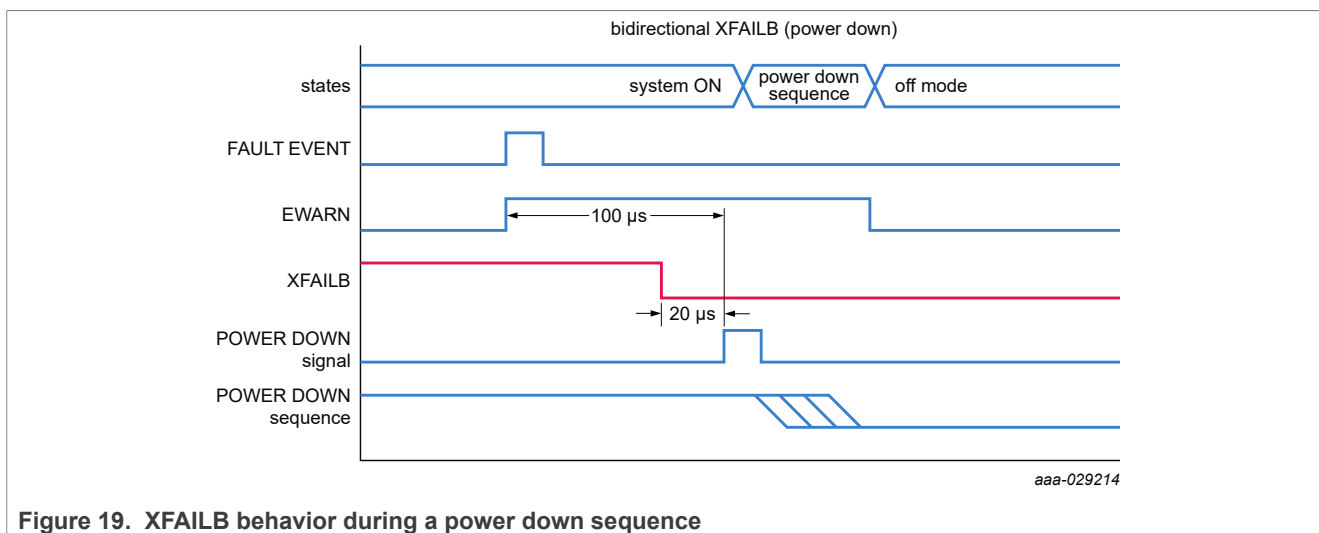 bidirectional XFAILB (power down)
states
system ON
power down
sequence
off mode
FAULT EVENT
EWARN
100 µs
XFAILB
20 µs
POWER DOWN
signal
POWER DOWN
sequence
aaa-029214
Figure 19. XFAILB behavior during a power down sequence